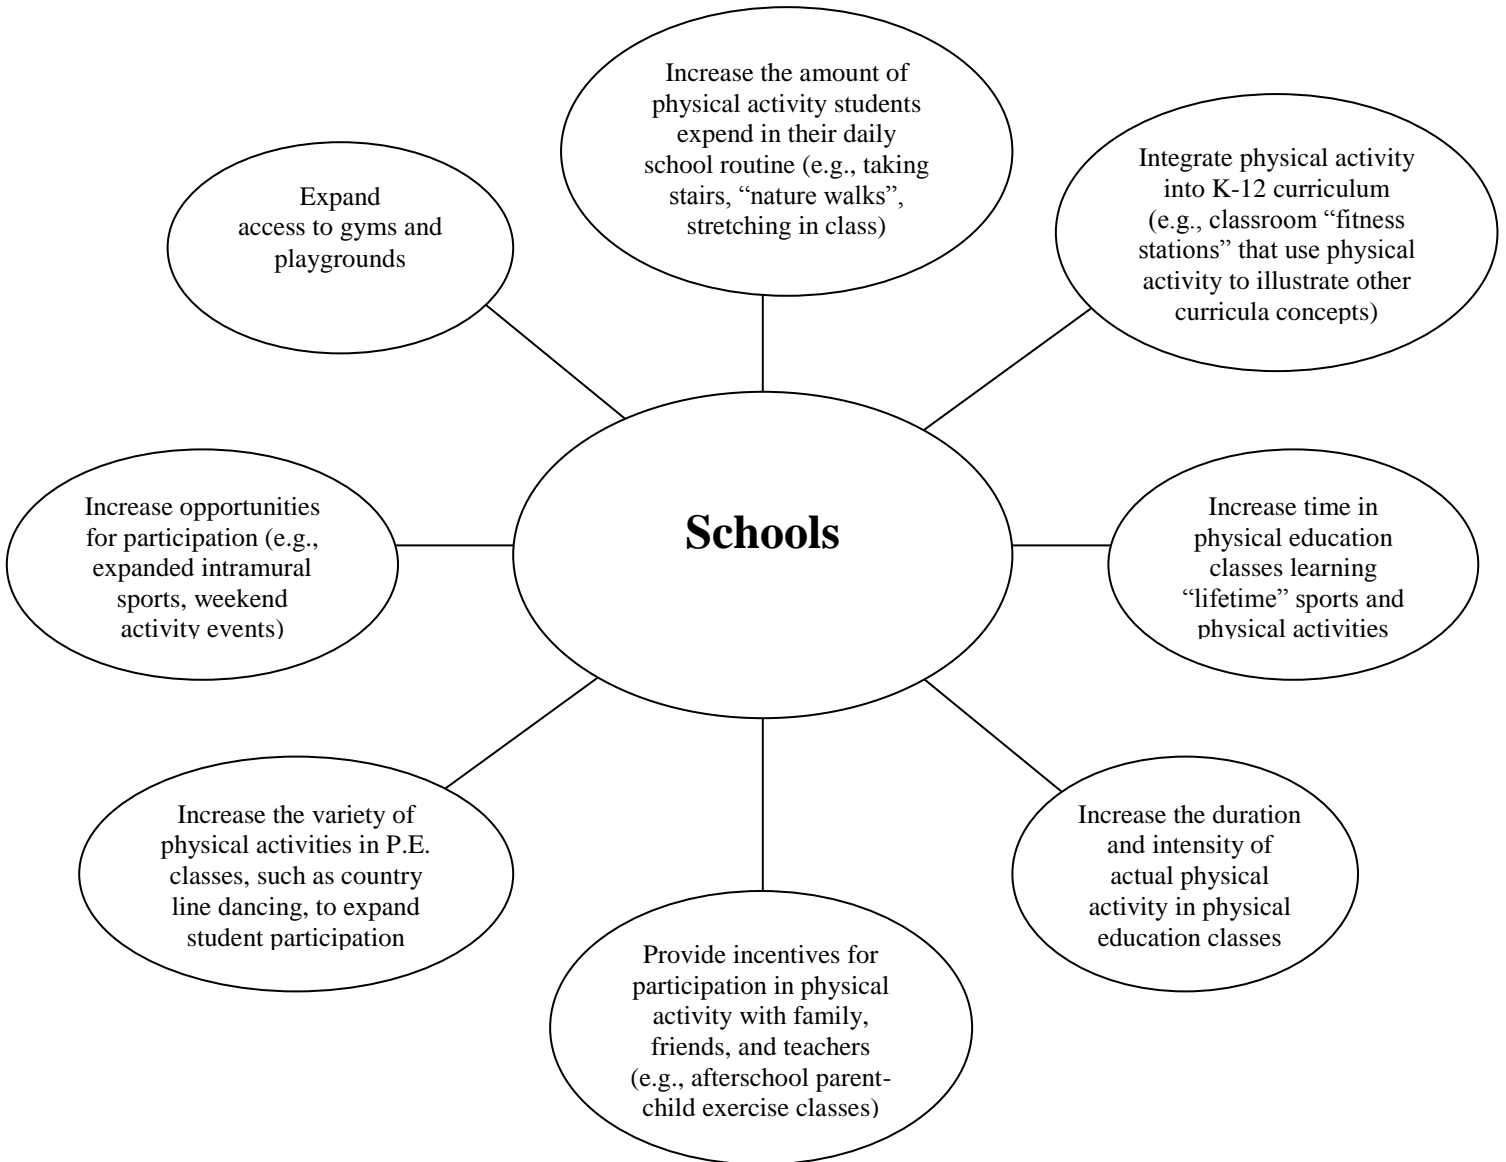 Increase the amount of
physical activity students
expend in their daily
school routine (e.g., taking
stairs, “nature walks”,
stretching in class)
Integrate physical activity
into K-12 curriculum
(e.g., classroom “fitness
stations” that use physical
activity to illustrate other
curricula concepts)
Expand
access to gyms and
playgrounds
Increase opportunities
for participation (e.g.,
expanded intramural
sports, weekend
activity events)
Schools
Increase time in
physical education
classes learning
“lifetime” sports and
physical activities
Increase the variety of
physical activities in P.E.
classes, such as country
line dancing, to expand
student participation
Increase the duration
and intensity of
actual physical
activity in physical
education classes
Provide incentives for
participation in physical
activity with family,
friends, and teachers
(e.g., afterschool parent-
child exercise classes)